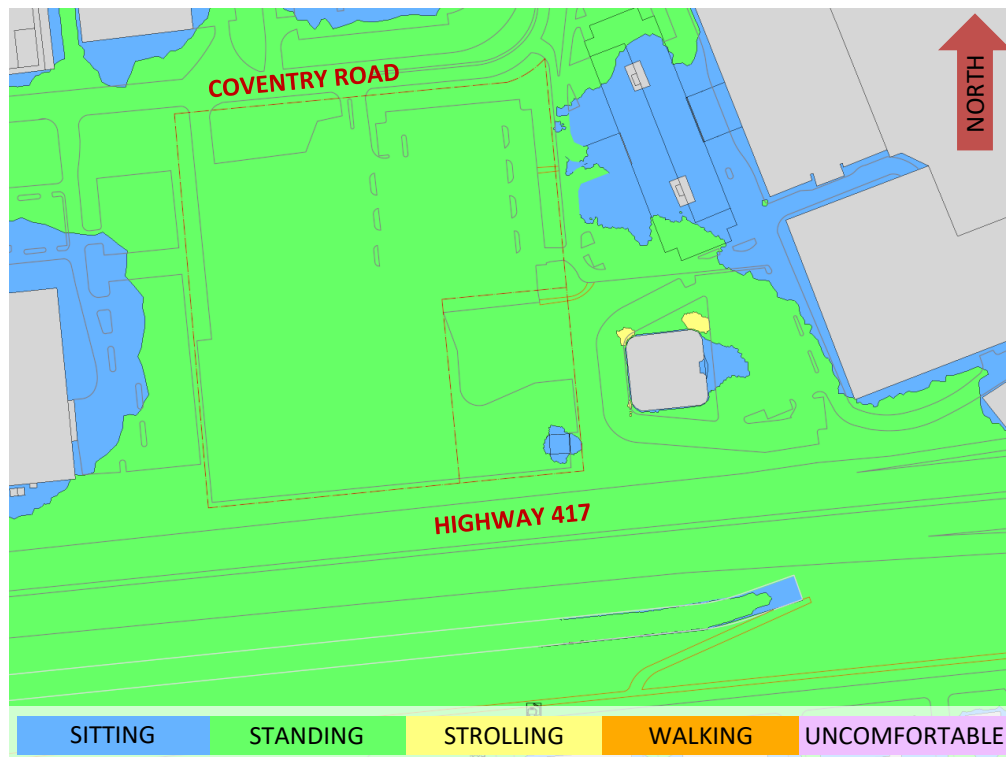 COVENTRY ROAD
NORTH
HIGHWAY 417
SITTING
STANDING
STROLLING
WALKING
UNCOMFORTABLE